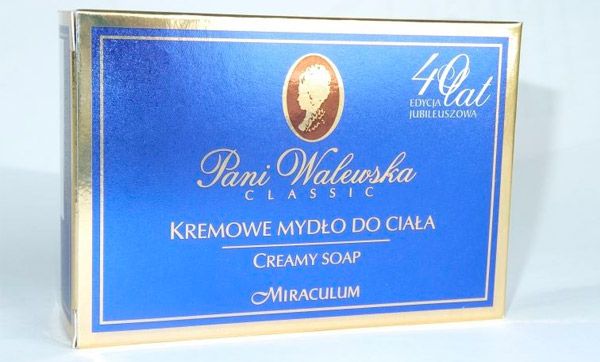 40 lat
EDYCJA
JUBILEUSZOWA
Pani Walewska
CLASSIC
KREMOWE MYDŁO DO CIAŁA
CREAMY SOAP
MIRACULUM